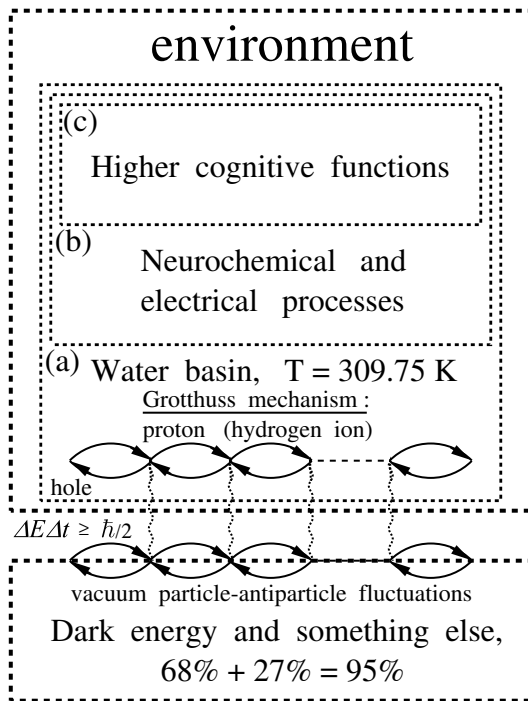 environment
(c)
Higher cognitive functions
(b)
Neurochemical and
electrical processes
(a) Water basin, T = 309.75 K
Grotthuss mechanism :
proton (hydrogen ion)
hole
ΔEΔt ≥ ℏ/2
vacuum particle-antiparticle fluctuations
Dark energy and something else,
68% + 27% = 95%